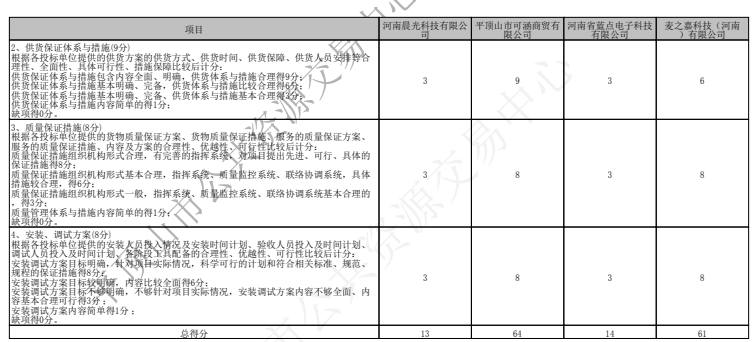 项目 河南晨光科技有限公司 平顶山市可涵商贸有限公司 河南省蓝点电子科技有限公司 麦之嘉科技（河南）有限公司
2、供货保证体系与措施(9分)
根据各投标单位提供的供货方案的供货方式、供货时间、供货保障、供货人员安排等合
理性、全面性、具体可行性、措施保障比较后计分：
供货保证体系与措施包含内容全面、明确，供货体系与措施合理得9分；
供货保证体系与措施基本明确、完备，供货体系与措施比较合理得6分；
供货保证体系与措施基本明确、完备、供货体系与措施基本合理得3分；
供货保证体系与措施内容简单的得1分；
缺项得0分。
3 9 3 6
3、质量保证措施(8分)
根据各投标单位提供的货物质量保证方案、货物质量保证措施、服务的质量保证方案、
服务的质量保证措施、内容及方案的合理性、优越性、可行性比较后计分：
质量保证措施组织机构形式合理，有完善的指挥系统，对项目提出先进、可行、具体的
保证措施得8分；
质量保证措施组织机构形式基本合理，指挥系统、质量监控系统、联络协调系统，具体
措施较合理，得6分；
质量保证措施组织机构形式一般，指挥系统、质量监控系统、联络协调系统基本合理的
，得3分；
质量管理体系与措施内容简单的得1分；
缺项得0分。
3 8 3 8
4、安装、调试方案(8分)
根据各投标单位提供的安装人员投入情况及安装时间计划、验收人员投入及时间计划、
调试人员投入及时间计划、各阶段工具配备的合理性、优越性、可行性比较后计分：
安装调试方案目标明确，针对项目实际情况，科学可行的计划和符合相关标准、规范、
规程的保证措施得8分；
安装调试方案目标较明确，内容比较全面得6分；
安装调试方案目标不够明确，不够针对项目实际情况，安装调试方案内容不够全面、内
容基本合理可行得3分；
安装调试方案内容简单得1分；
缺项得0分。
3 8 3 8
总得分 13 64 14 61
平顶山市公共资源交易中心